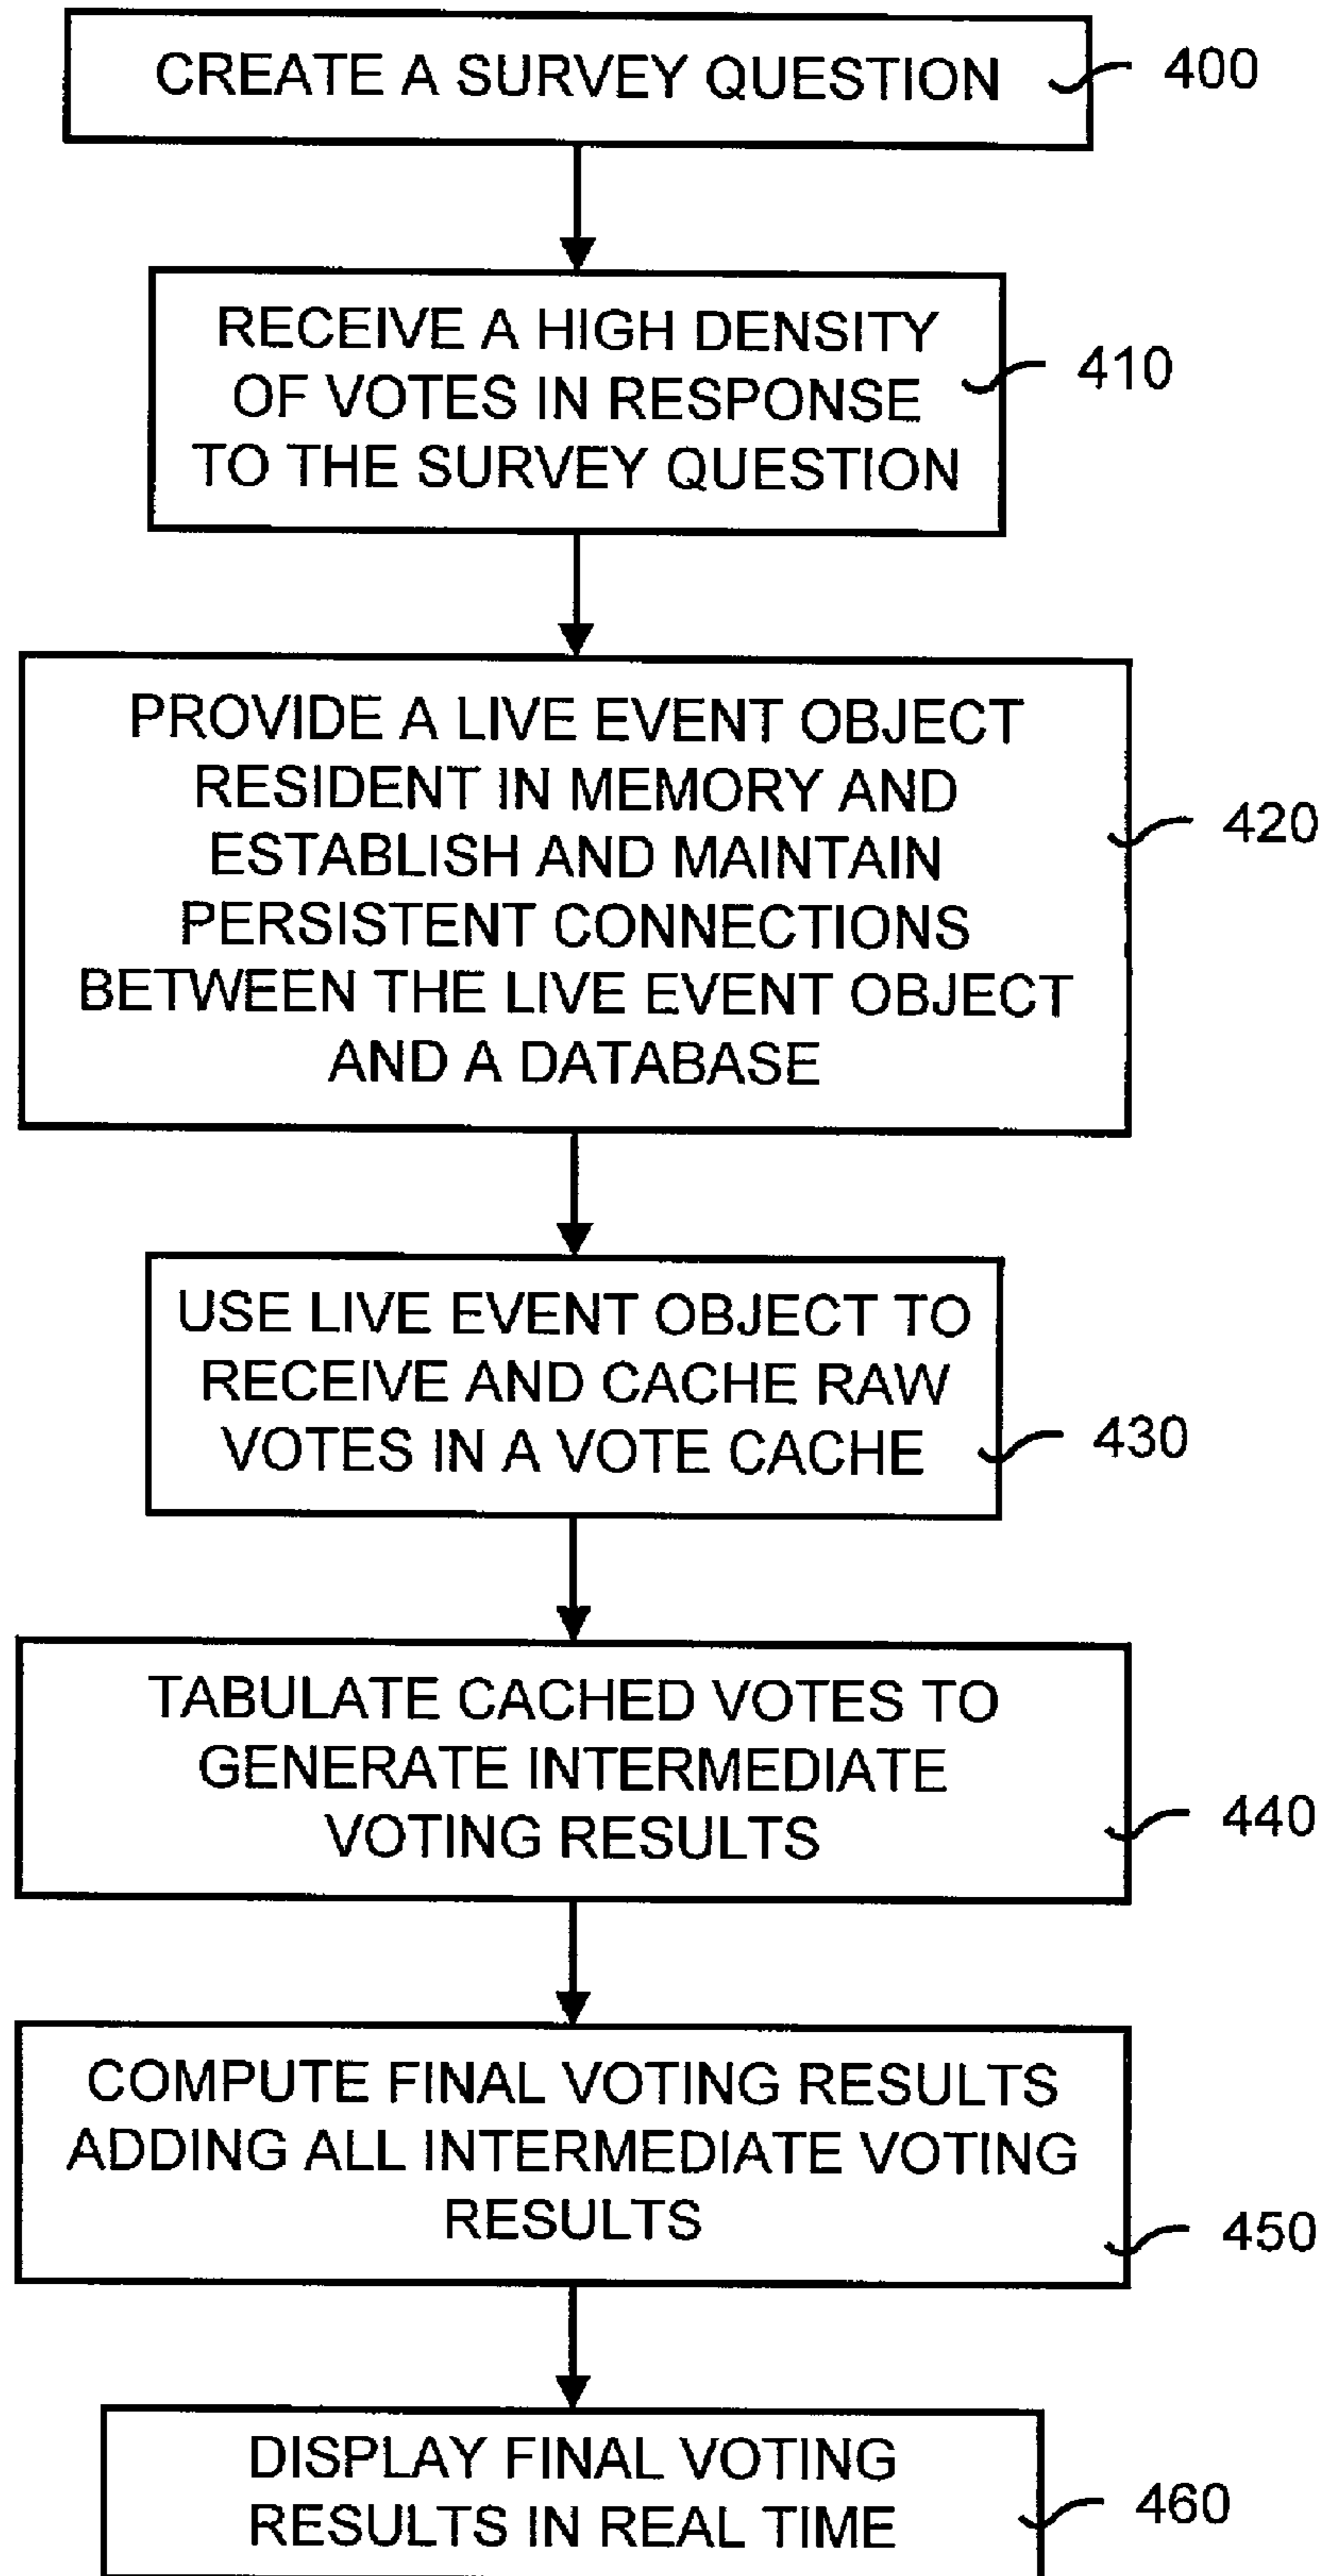 CREATE A SURVEY QUESTION
400
RECEIVE A HIGH DENSITY
OF VOTES IN RESPONSE
TO THE SURVEY QUESTION
410
PROVIDE A LIVE EVENT OBJECT
RESIDENT IN MEMORY AND
ESTABLISH AND MAINTAIN
PERSISTENT CONNECTIONS
BETWEEN THE LIVE EVENT OBJECT
AND A DATABASE
420
USE LIVE EVENT OBJECT TO
RECEIVE AND CACHE RAW
VOTES IN A VOTE CACHE
430
TABULATE CACHED VOTES TO
GENERATE INTERMEDIATE
VOTING RESULTS
440
COMPUTE FINAL VOTING RESULTS
ADDING ALL INTERMEDIATE VOTING
RESULTS
450
DISPLAY FINAL VOTING
RESULTS IN REAL TIME
460